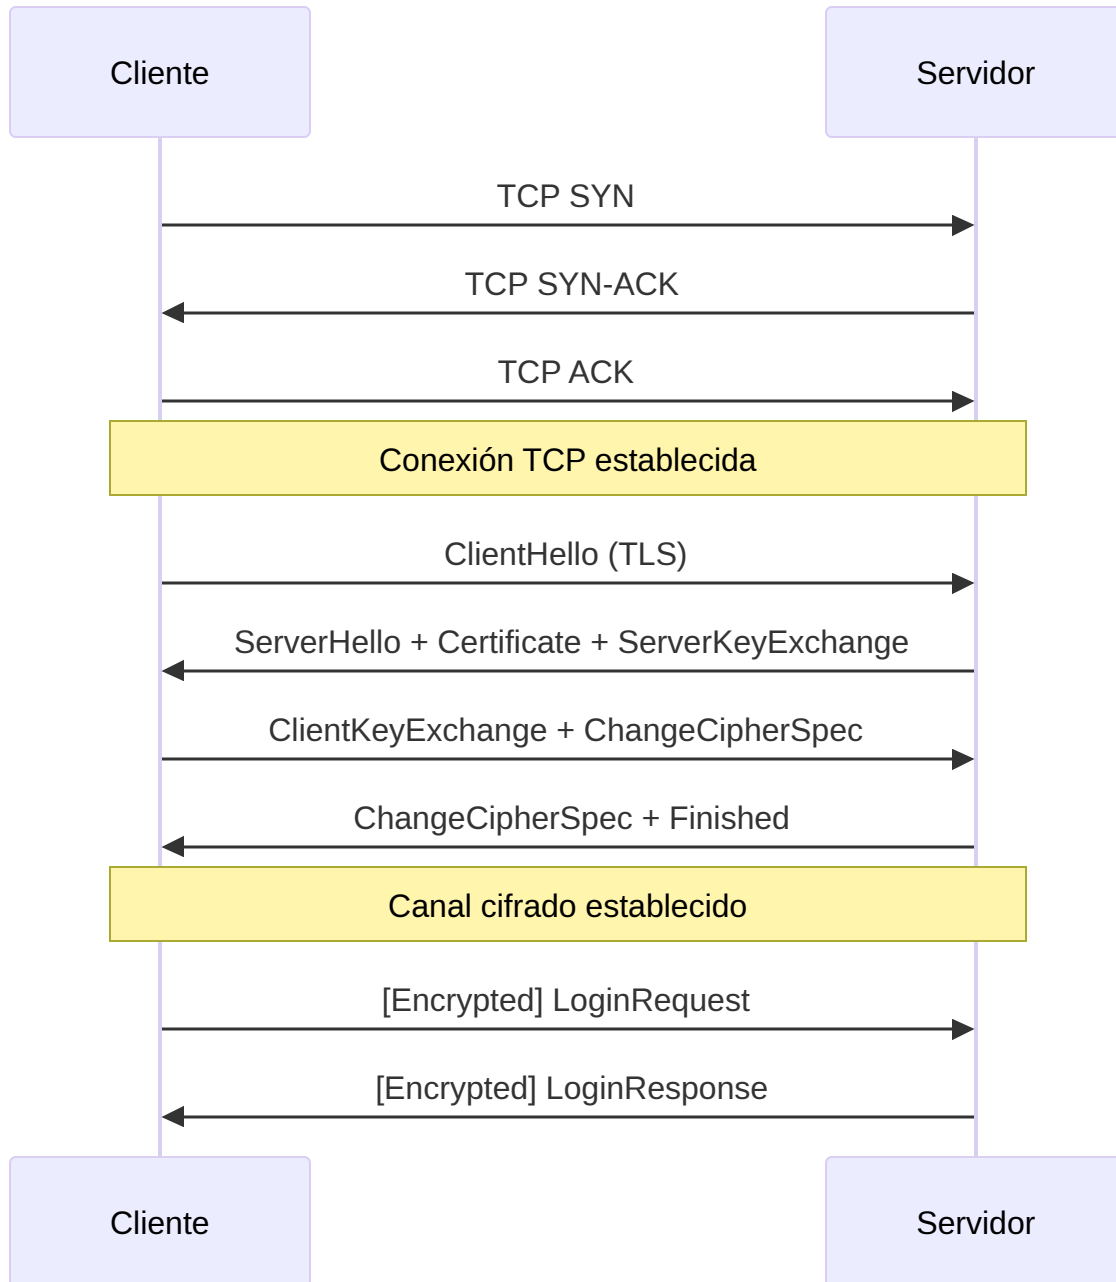 Cliente
Servidor
TCP SYN
TCP SYN-ACK
TCP ACK
Conexión TCP establecida
ClientHello (TLS)
ServerHello + Certificate + ServerKeyExchange
ClientKeyExchange + ChangeCipherSpec
ChangeCipherSpec + Finished
Canal cifrado establecido
[Encrypted] LoginRequest
[Encrypted] LoginResponse
Cliente
Servidor